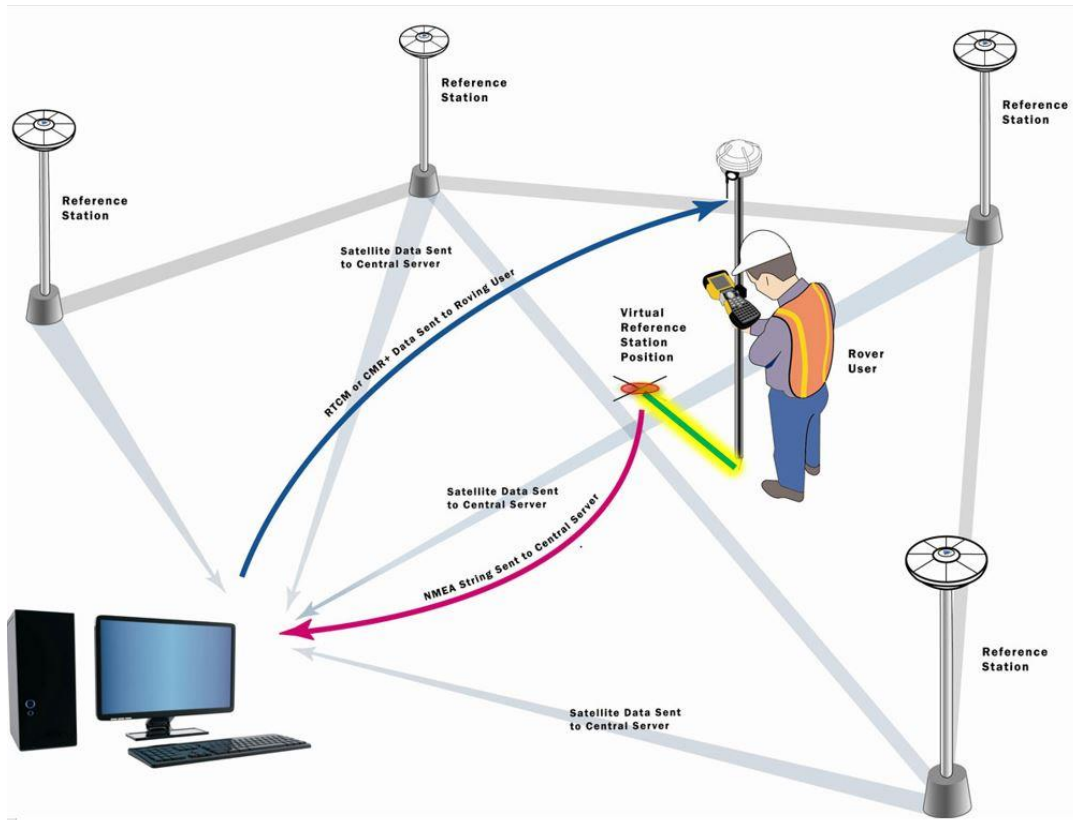 Reference
Station
Reference
Station
Reference
Station
Satellite Data Sent
to Central Server
RTCM or CMR+ Data Sent to Roving User
Virtual
Reference
Station
Position
Rover
User
Satellite Data Sent
to Central Server
NMEA String Sent to Central Server
Reference
Station
Satellite Data Sent
to Central Server